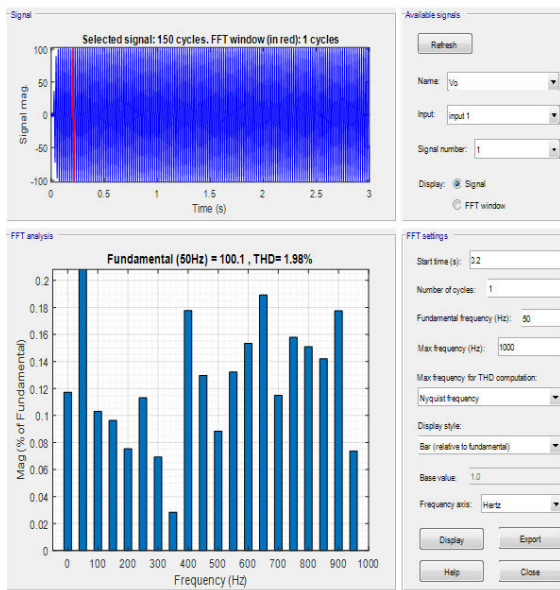 Signal
Selected signal: 150 cycles. FFT window (in red): 1 cycles
Signal mag.
100
50
0
-50
-100
0 0.5 1 1.5 2 2.5 3
Time (s)
FFT analysis
Fundamental (50Hz) = 100.1 , THD= 1.98%
Mag (% of Fundamental)
0.2
0.18
0.16
0.14
0.12
0.1
0.08
0.06
0.04
0.02
0
0 100 200 300 400 500 600 700 800 900 1000
Frequency (Hz)
Available signals
Refresh
Name: Vo
Input: input 1
Signal number: 1
Display: Signal
FFT window
FFT settings
Start time (s): 0.2
Number of cycles: 1
Fundamental frequency (Hz): 50
Max frequency (Hz): 1000
Max frequency for THD computation:
Nyquist frequency
Display style:
Bar (relative to fundamental)
Base value: 1.0
Frequency axis: Hertz
Display Export
Help Close